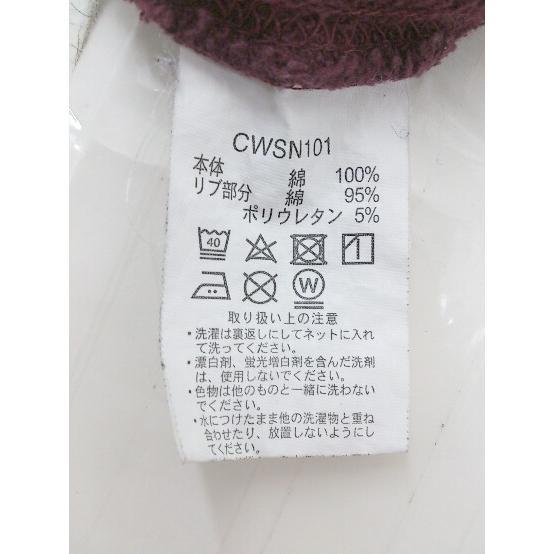 CWSN101
本体 綿 100%
リブ部分 綿 95%
ポリウレタン 5%
40
W
取り扱い上の注意
・洗濯は裏返しにしてネットに入れ
て洗ってください。
・漂白剤、蛍光増白剤を含んだ洗剤
は、使用しないでください。
・色物は他のものと一緒に洗わない
でください。
・水につけたまま他の洗濯物と重ね
合わせたり、放置しないようにし
てください。